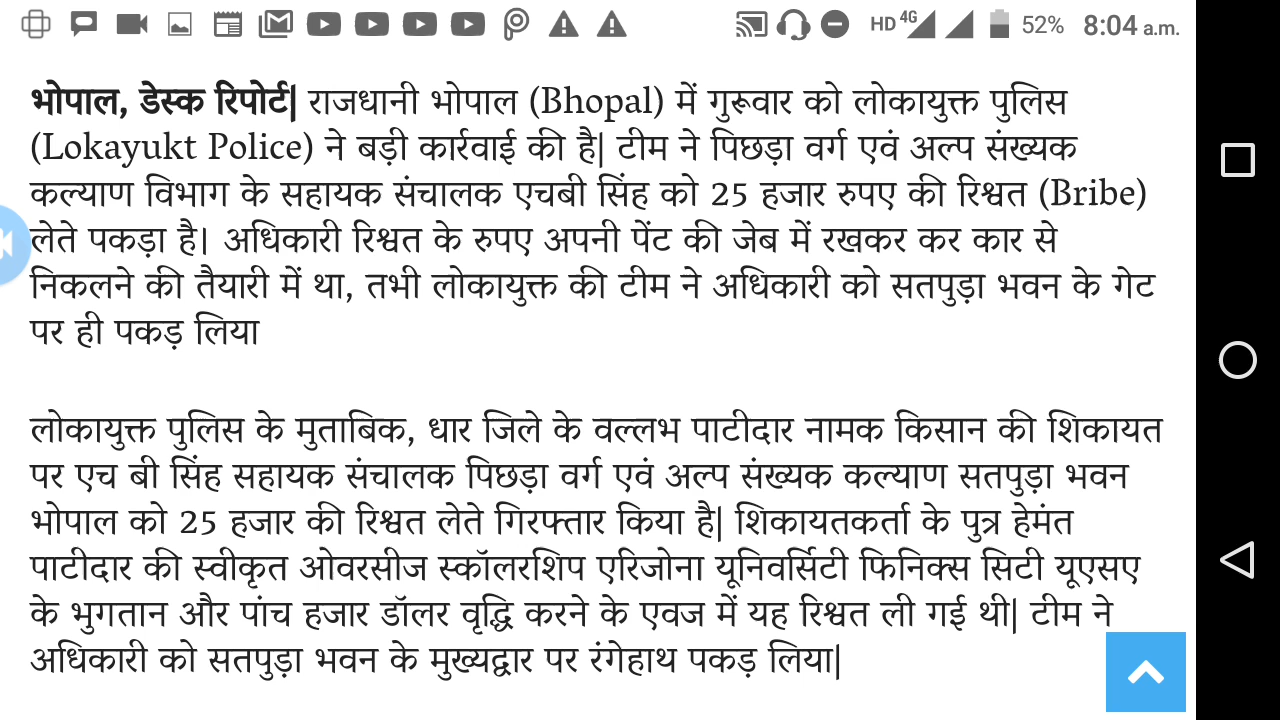 HD 4G 52% 8:04 a.m.
भोपाल, डेस्क रिपोर्ट| राजधानी भोपाल (Bhopal) में गुरूवार को लोकायुक्त पुलिस
(Lokayukt Police) ने बड़ी कार्रवाई की है| टीम ने पिछड़ा वर्ग एवं अल्प संख्यक
कल्याण विभाग के सहायक संचालक एचबी सिंह को 25 हजार रुपए की रिश्वत (Bribe)
लेते पकड़ा है। अधिकारी रिश्वत के रुपए अपनी पेंट की जेब में रखकर कर कार से
निकलने की तैयारी में था, तभी लोकायुक्त की टीम ने अधिकारी को सतपुड़ा भवन के गेट
पर ही पकड़ लिया
लोकायुक्त पुलिस के मुताबिक, धार जिले के वल्लभ पाटीदार नामक किसान की शिकायत
पर एच बी सिंह सहायक संचालक पिछड़ा वर्ग एवं अल्प संख्यक कल्याण सतपुड़ा भवन
भोपाल को 25 हजार की रिश्वत लेते गिरफ्तार किया है| शिकायतकर्ता के पुत्र हेमंत
पाटीदार की स्वीकृत ओवरसीज स्कॉलरशिप एरिजोना यूनिवर्सिटी फिनिक्स सिटी यूएसए
के भुगतान और पांच हजार डॉलर वृद्धि करने के एवज में यह रिश्वत ली गई थी| टीम ने
अधिकारी को सतपुड़ा भवन के मुख्यद्वार पर रंगेहाथ पकड़ लिया|